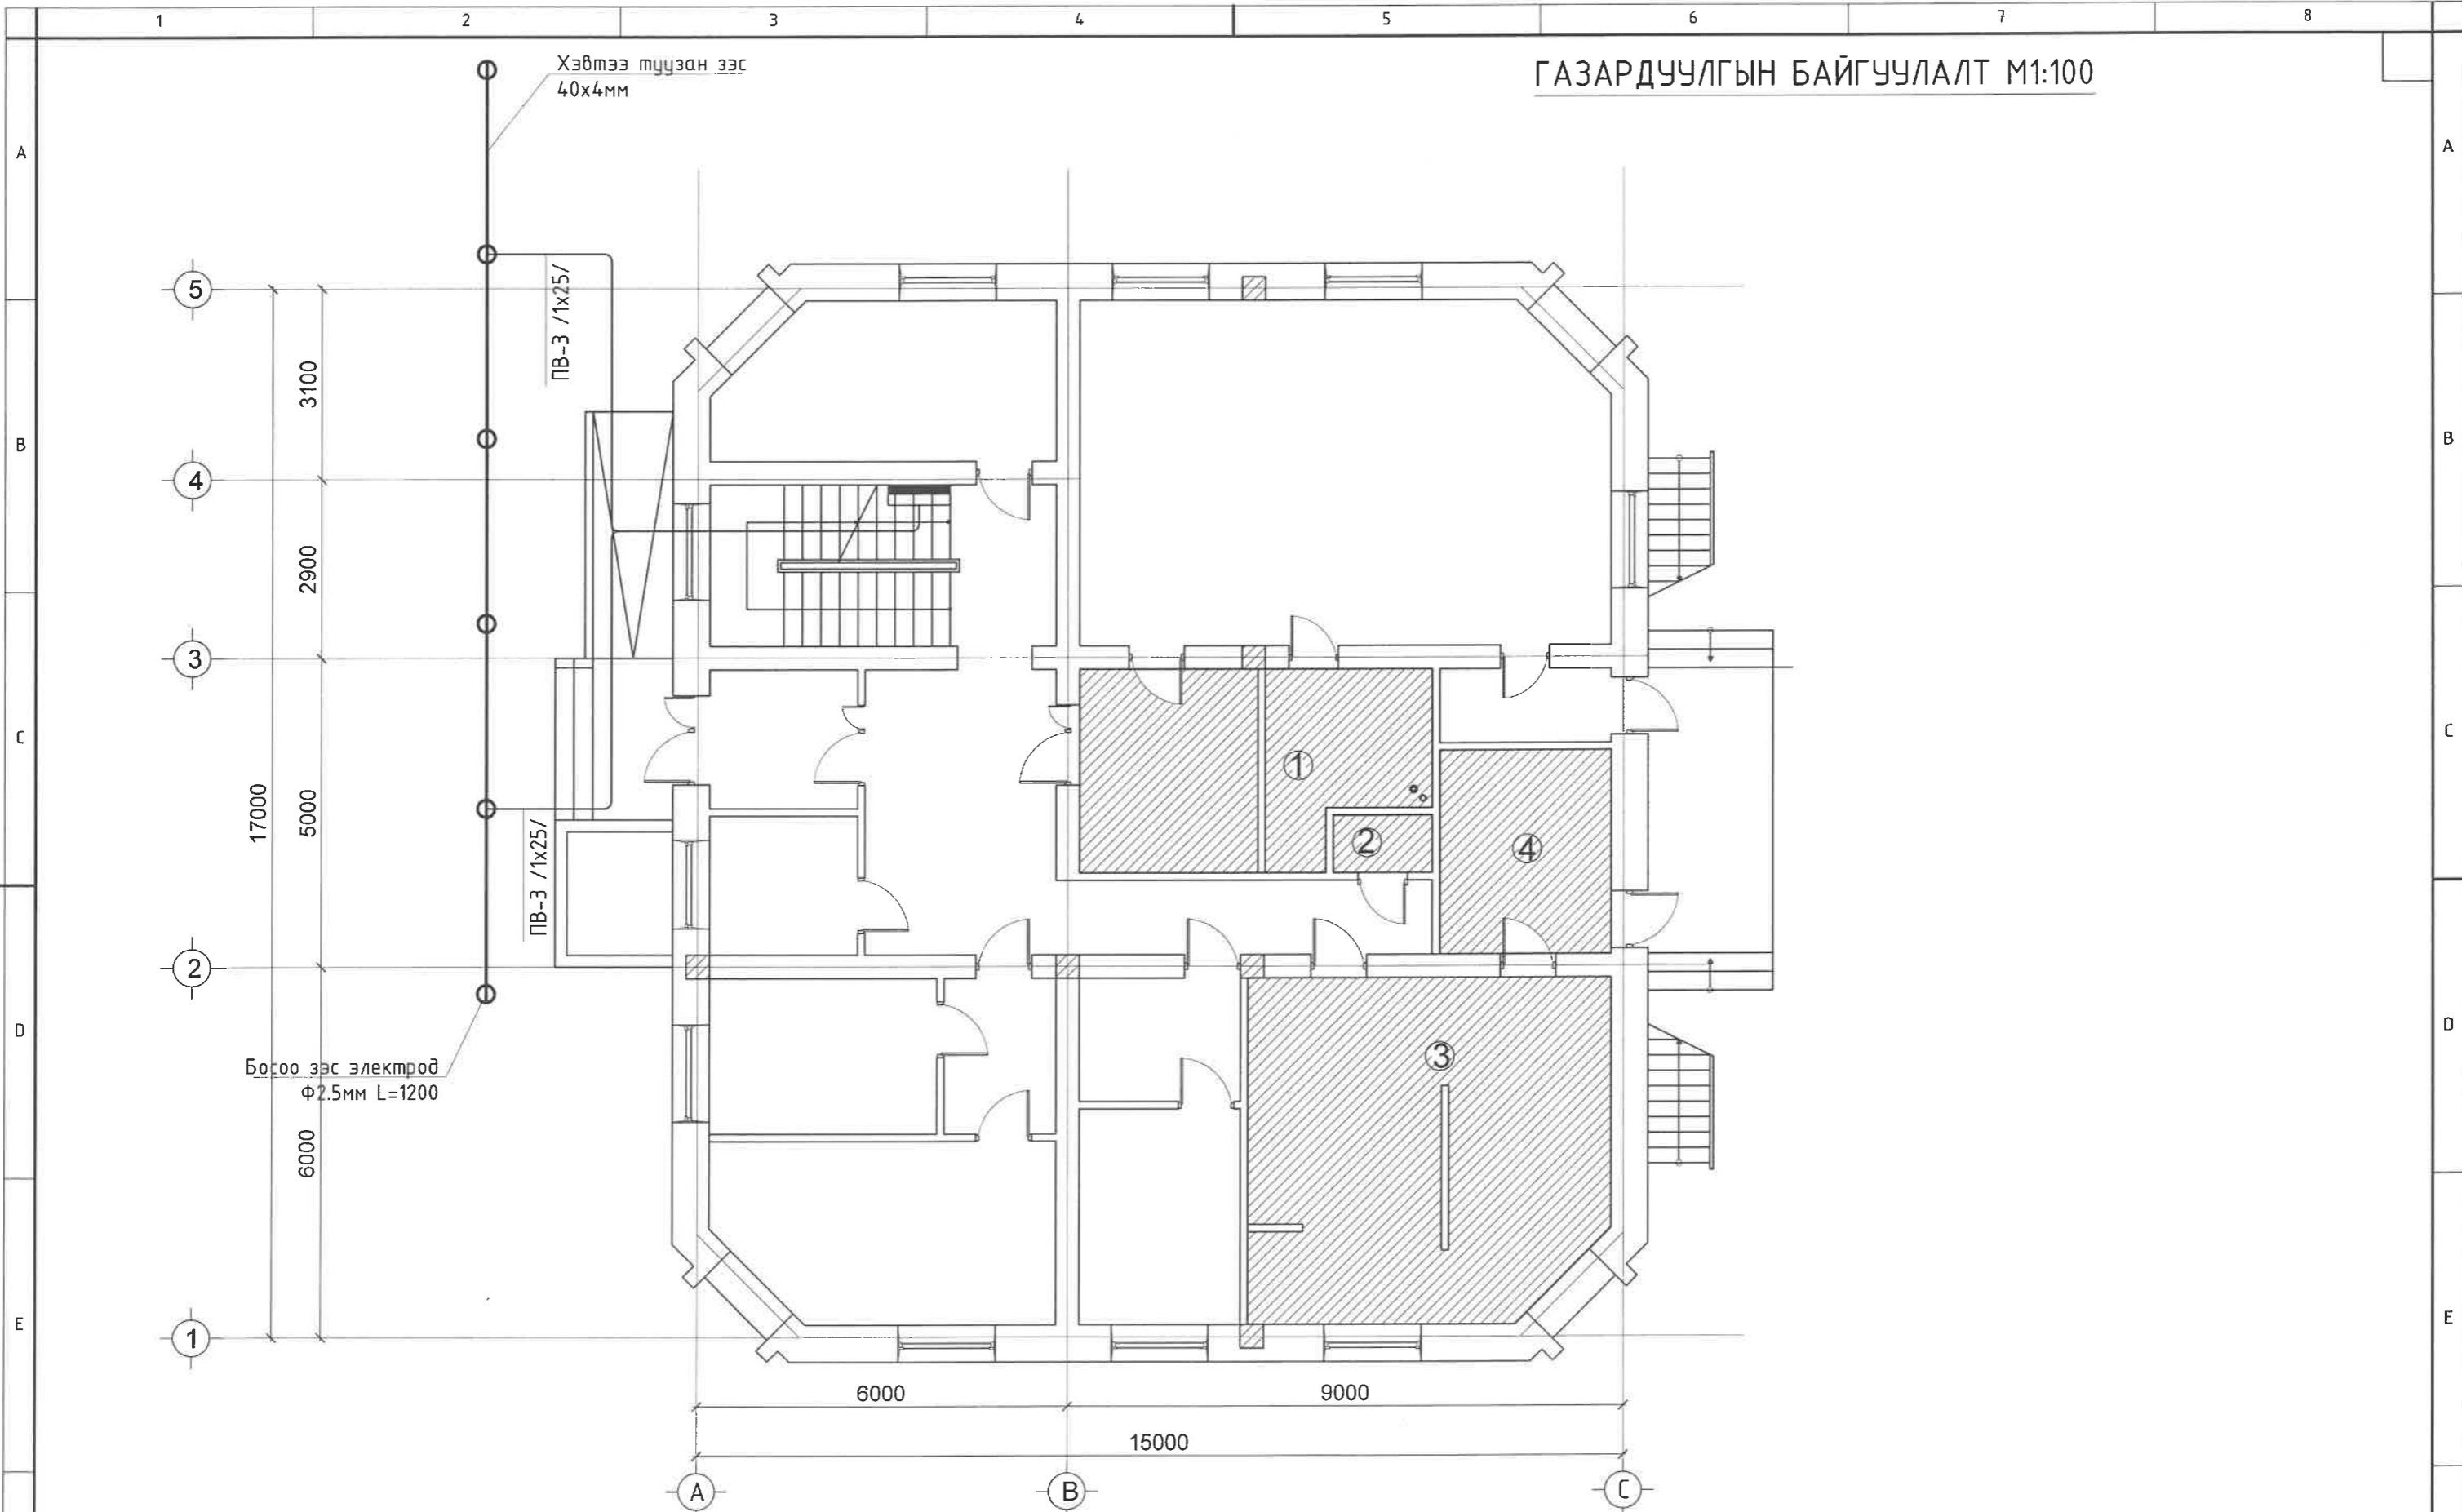 1 2 3 4 5 6 7 8
ГАЗАРДУУЛГЫН БАЙГУУЛАЛТ М1:100
Хэвтээ туузан зэс
40х4мм
A A
B B
C C
D D
E E
5
4
3
2
1
3100
2900
5000
6000
17000
ПВ-3 /1х25/
ПВ-3 /1х25/
1
2
3
4
Босоо зэс электрод
Ф2.5мм L=1200
6000 9000
15000
A B C